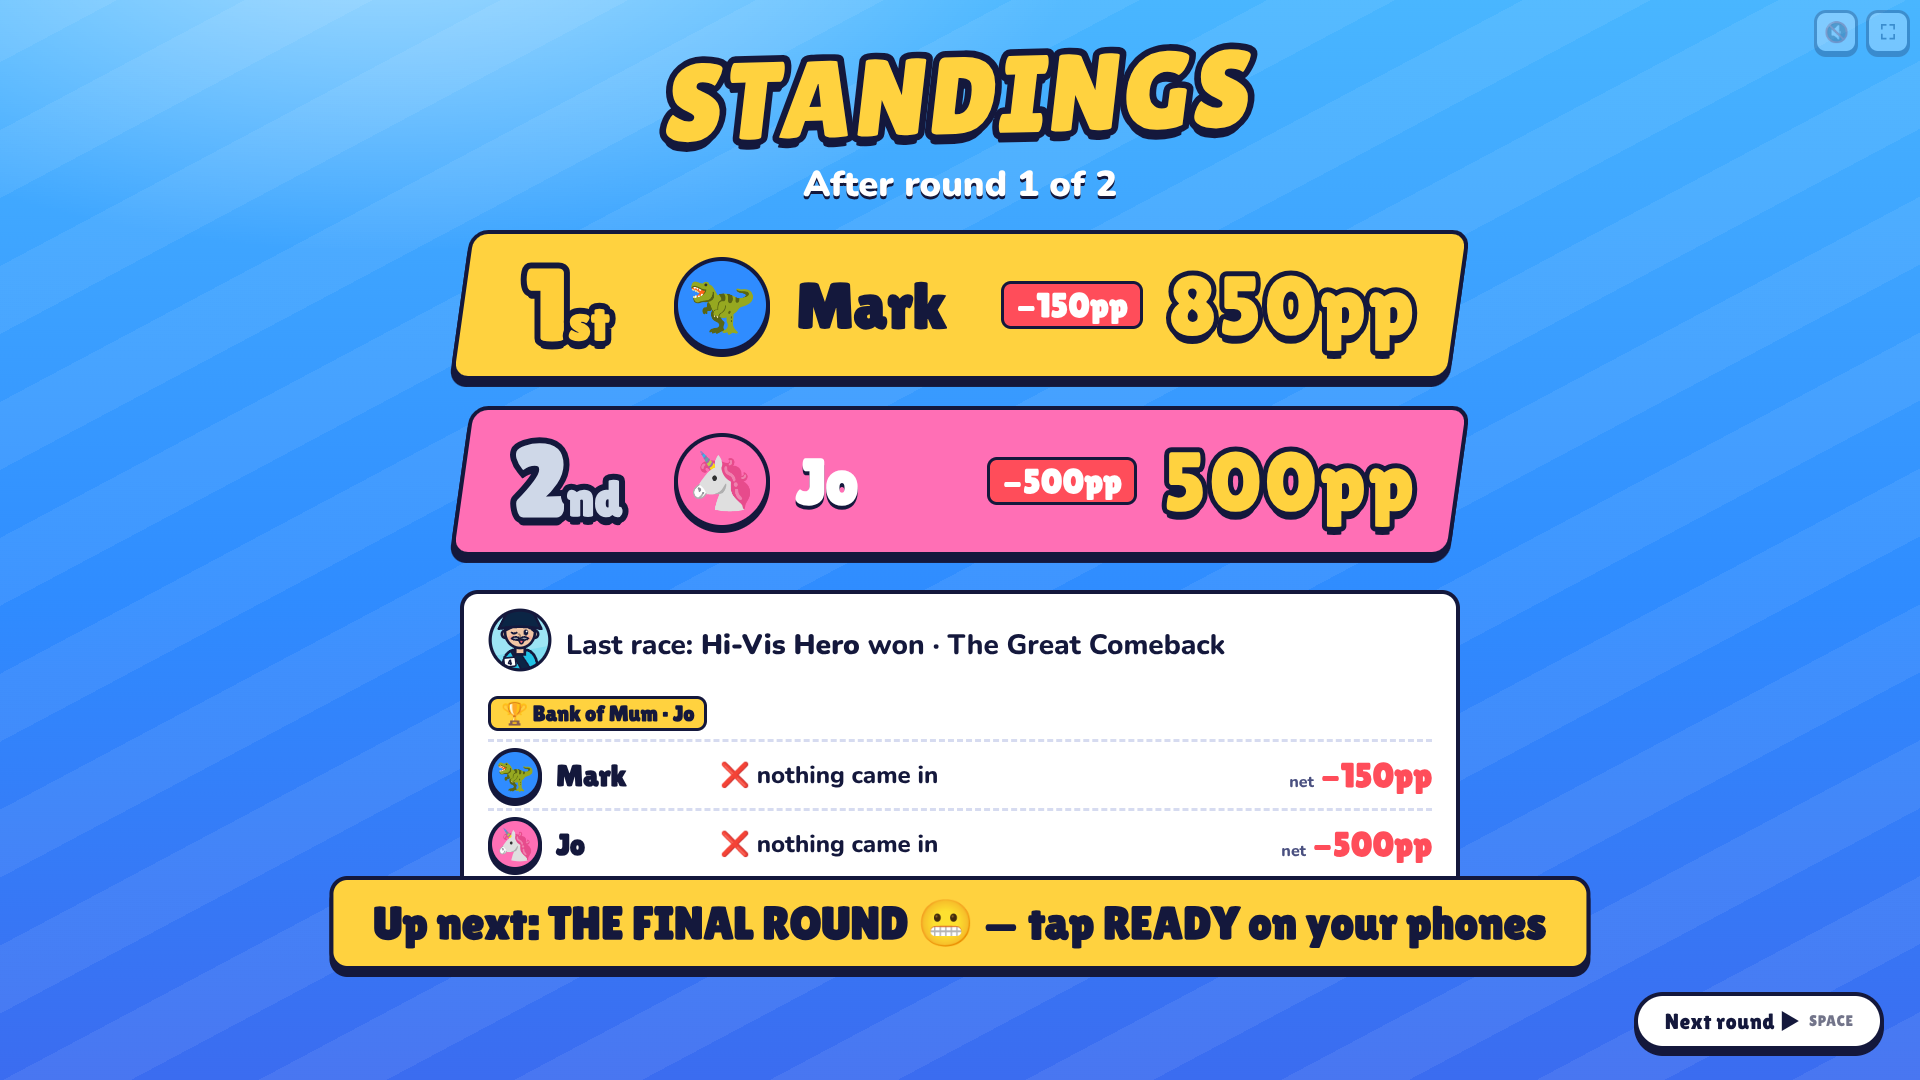 STANDINGS
After round 1 of 2
1st Mark −150pp 850pp
2nd Jo −500pp 500pp
Last race: Hi-Vis Hero won · The Great Comeback
Bank of Mum · Jo
Mark nothing came in net −150pp
Jo nothing came in net −500pp
Up next: THE FINAL ROUND — tap READY on your phones
Next round SPACE